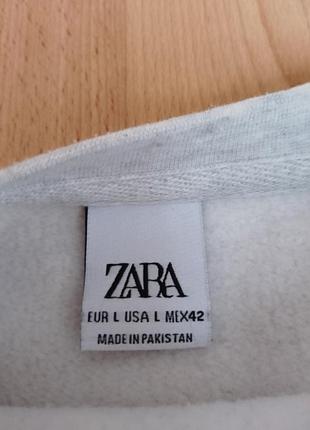 ZARA
EUR L USA L MEX42
MADE IN PAKISTAN